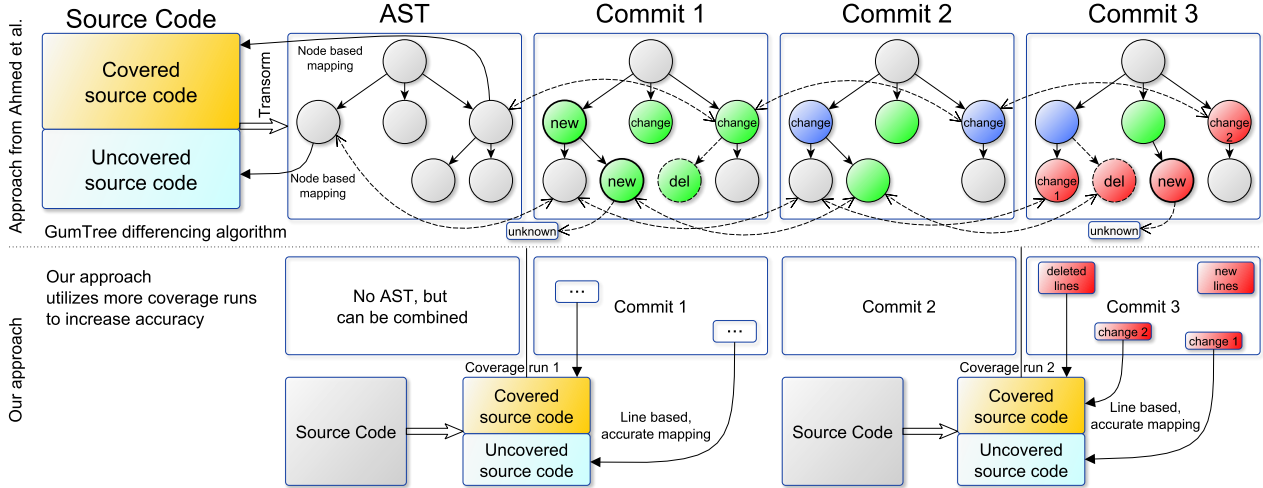 Source Code
AST
Commit 1
Commit 2
Commit 3
Approach from Ahmed et al.
Covered
source code
Uncovered
source code
Transorm
Node based
mapping
Node based
mapping
new
change
change
new
del
change
change
change
2
change
1
del
new
unknown
unknown
GumTree differencing algorithm
Our approach
Our approach
utilizes more coverage runs
to increase accuracy
No AST, but
can be combined
...
Commit 1
...
Commit 2
deleted
lines
new
lines
Commit 3
change 2
change 1
Coverage run 1
Coverage run 2
Source Code
Covered
source code
Uncovered
source code
Line based,
accurate mapping
Source Code
Covered
source code
Uncovered
source code
Line based,
accurate mapping